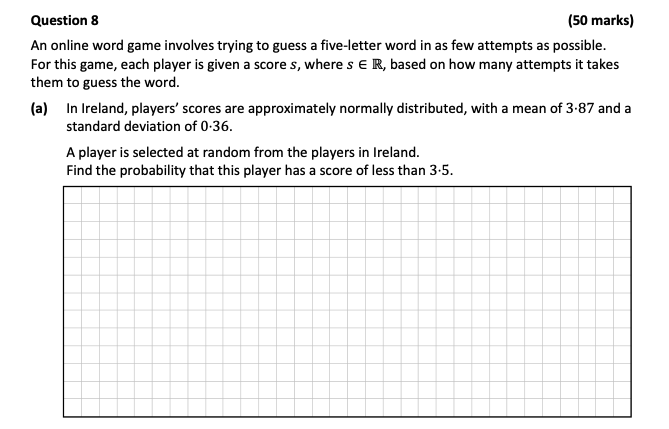 Question 8 (50 marks)
An online word game involves trying to guess a five-letter word in as few attempts as possible.
For this game, each player is given a score s, where s ∈ ℝ, based on how many attempts it takes
them to guess the word.
(a) In Ireland, players’ scores are approximately normally distributed, with a mean of 3·87 and a
standard deviation of 0·36.
A player is selected at random from the players in Ireland.
Find the probability that this player has a score of less than 3·5.